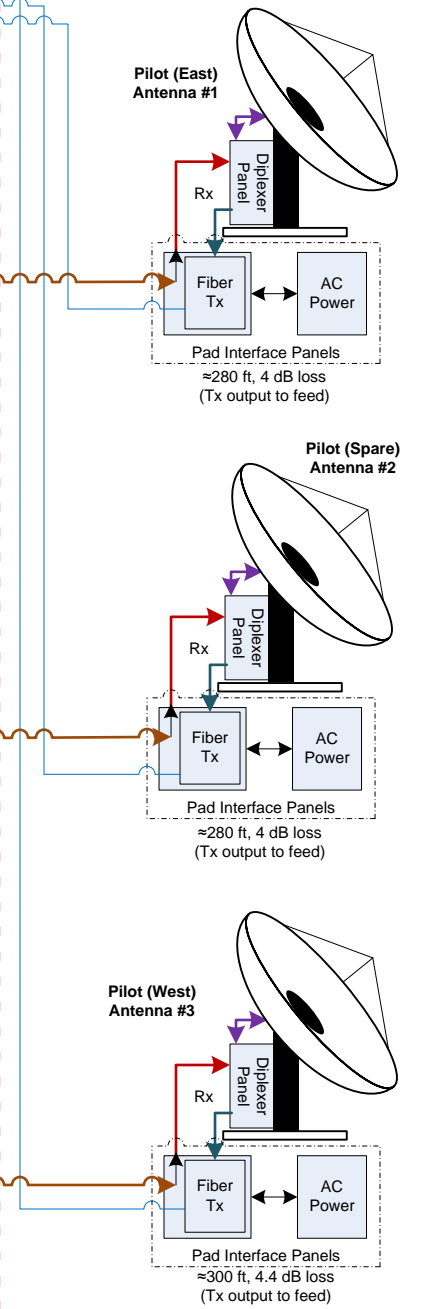 Pilot (East)
Antenna #1
Rx
Diplexer
Panel
Fiber
Tx
AC
Power
Pad Interface Panels
≈280 ft, 4 dB loss
(Tx output to feed)
Pilot (Spare)
Antenna #2
Rx
Diplexer
Panel
Fiber
Tx
AC
Power
Pad Interface Panels
≈280 ft, 4 dB loss
(Tx output to feed)
Pilot (West)
Antenna #3
Rx
Diplexer
Panel
Fiber
Tx
AC
Power
Pad Interface Panels
≈300 ft, 4.4 dB loss
(Tx output to feed)